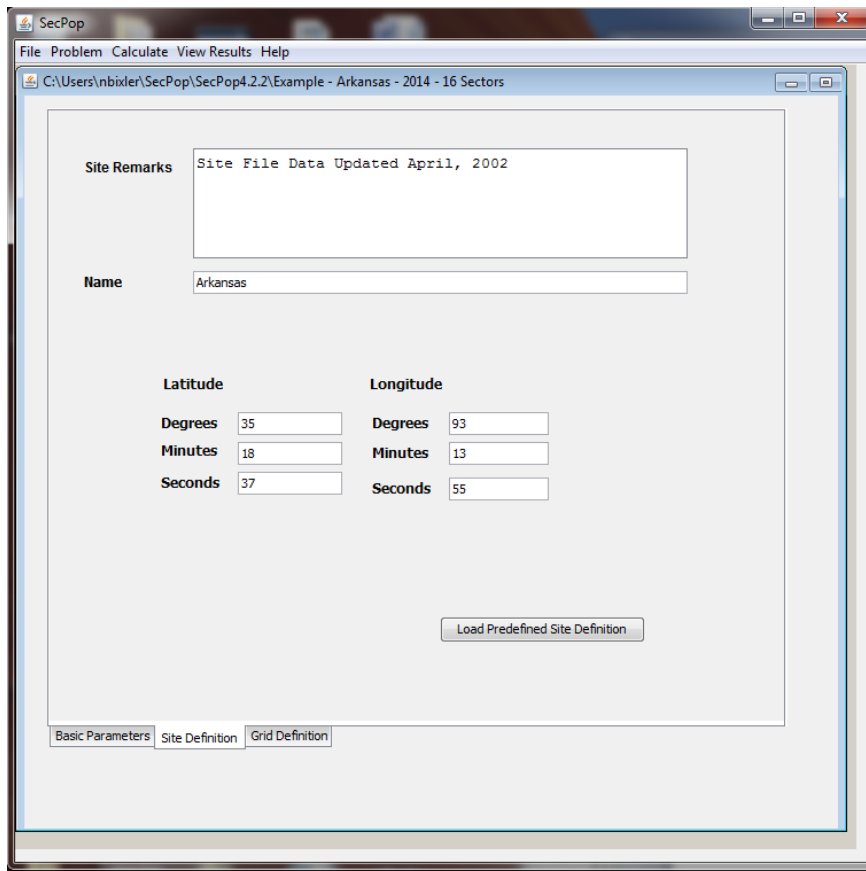 SecPop
File Problem Calculate View Results Help
C:\Users\nbixler\SecPop\SecPop4.2.2\Example - Arkansas - 2014 - 16 Sectors
Site Remarks Site File Data Updated April, 2002
Name Arkansas
Latitude Longitude
Degrees 35 Degrees 93
Minutes 18 Minutes 13
Seconds 37 Seconds 55
Load Predefined Site Definition
Basic Parameters Site Definition Grid Definition